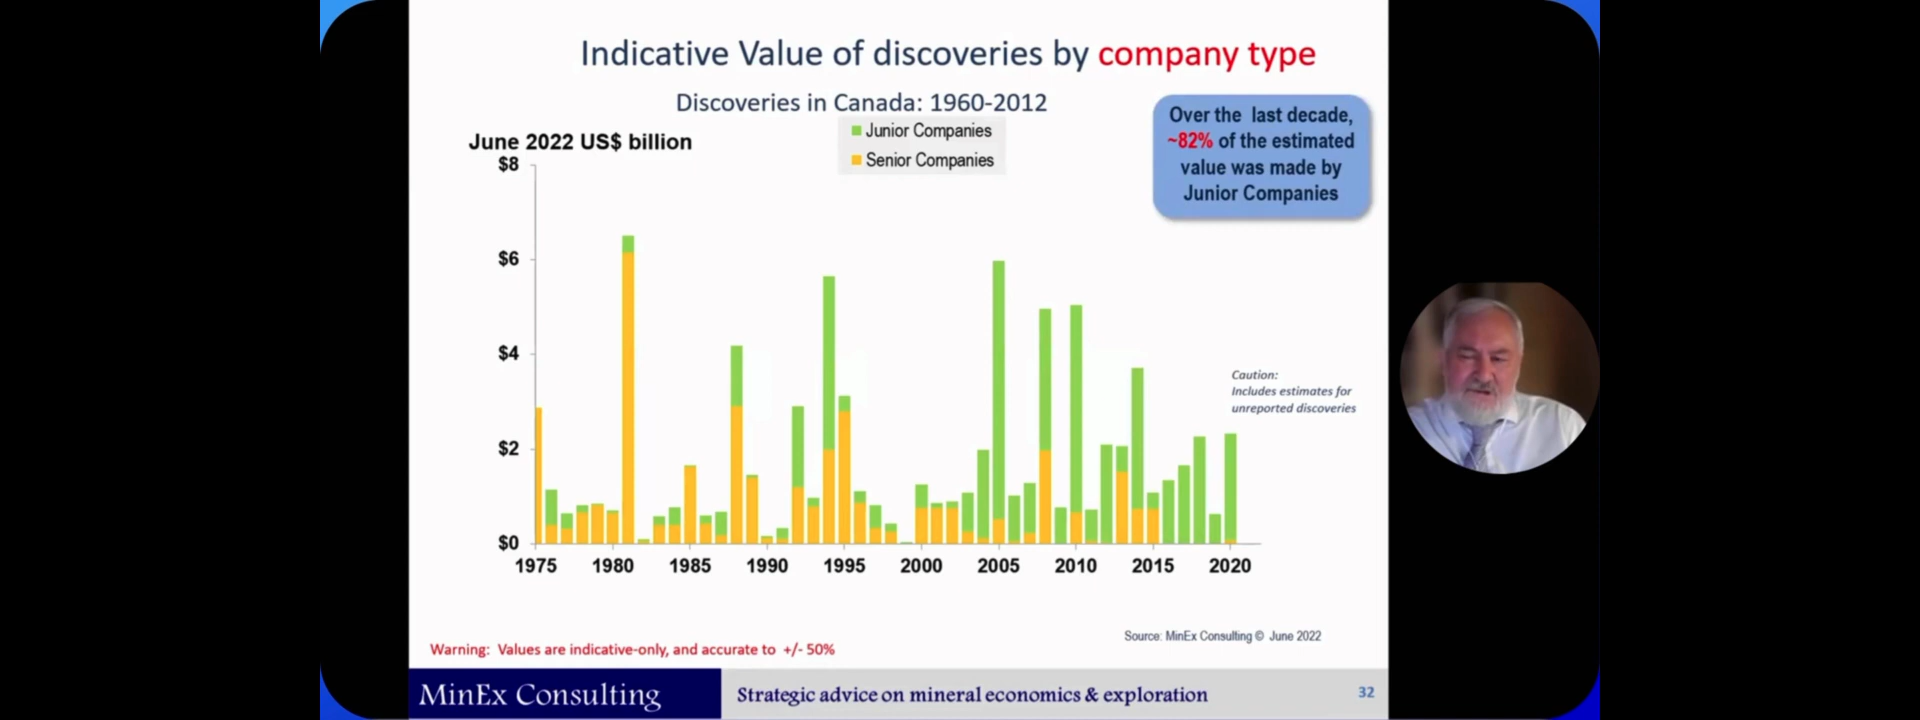 Indicative Value of discoveries by company type
Discoveries in Canada: 1960-2012
June 2022 US$ billion
Junior Companies
Senior Companies
Over the last decade,
~82% of the estimated
value was made by
Junior Companies
$8
$6
$4
$2
$0
Caution:
Includes estimates for
unreported discoveries
1975 1980 1985 1990 1995 2000 2005 2010 2015 2020
Source: MinEx Consulting © June 2022
Warning: Values are indicative-only, and accurate to +/- 50%
MinEx Consulting
Strategic advice on mineral economics & exploration
32